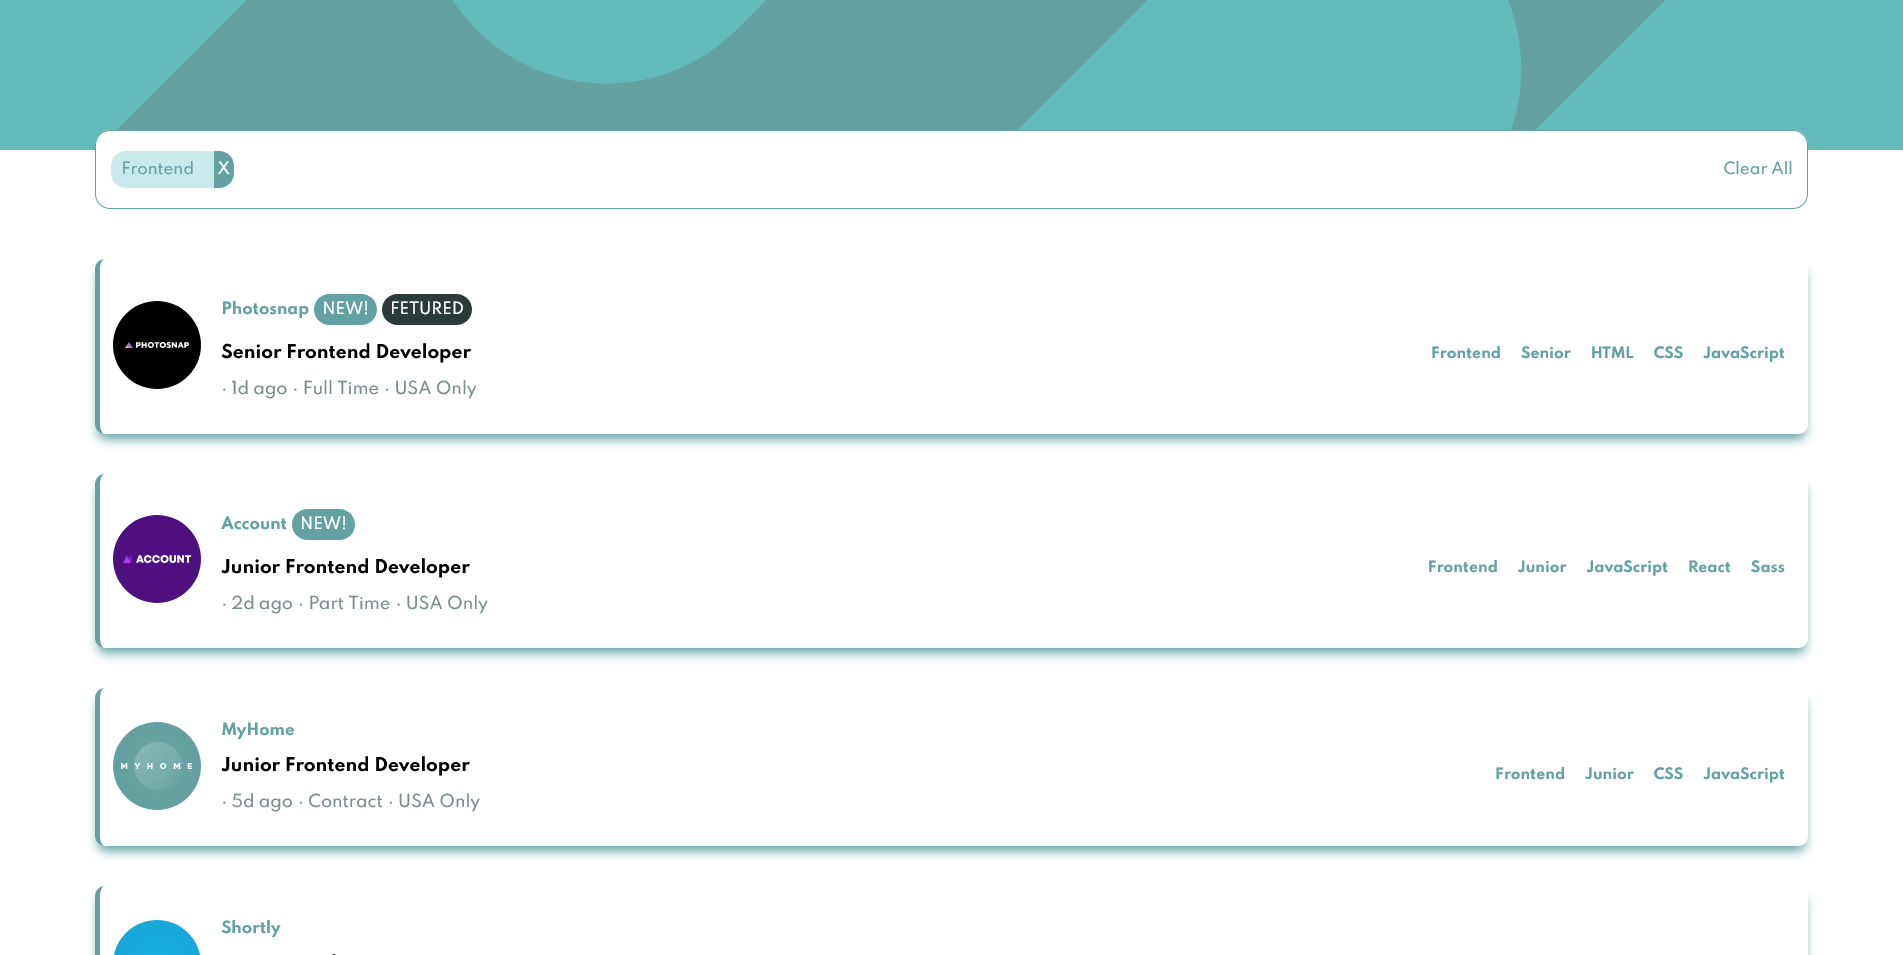 Frontend X Clear All
Photosnap NEW! FETURED
PHOTOSNAP
Senior Frontend Developer
· 1d ago · Full Time · USA Only
Frontend Senior HTML CSS JavaScript
Account NEW!
ACCOUNT
Junior Frontend Developer
· 2d ago · Part Time · USA Only
Frontend Junior JavaScript React Sass
MyHome
MYHOME
Junior Frontend Developer
· 5d ago · Contract · USA Only
Frontend Junior CSS JavaScript
Shortly